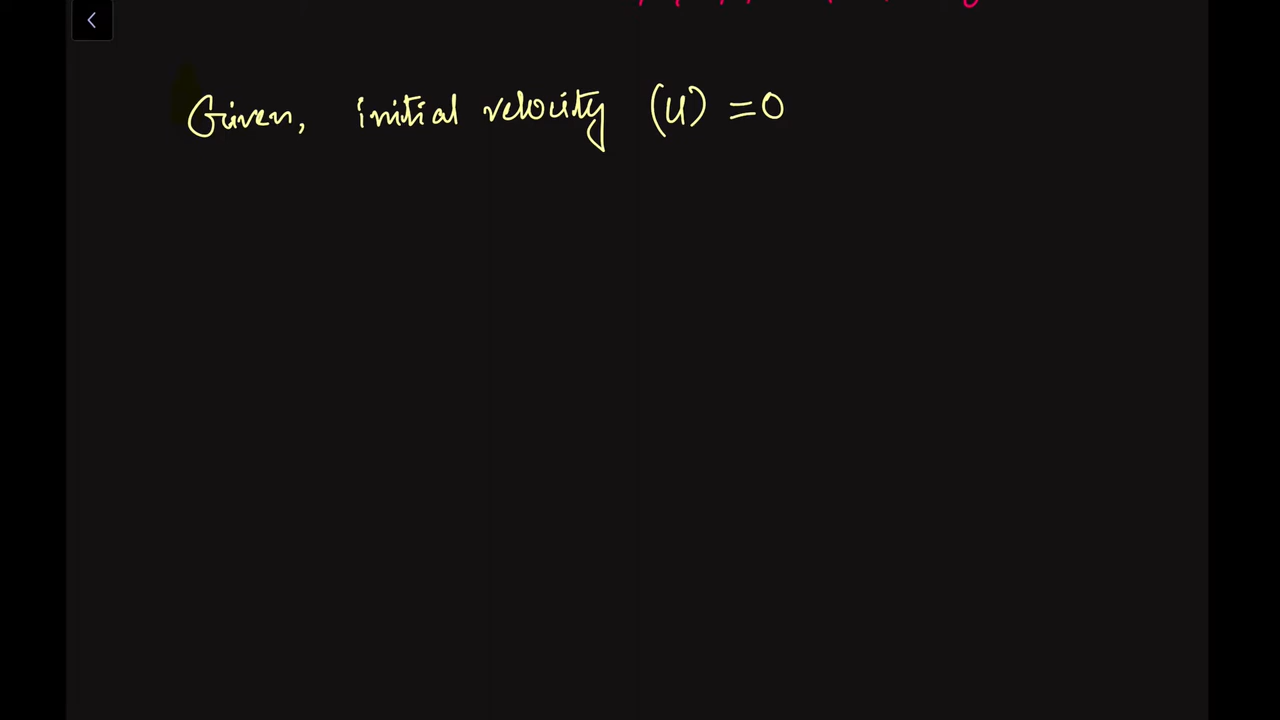 Given, initial velocity (u) = 0